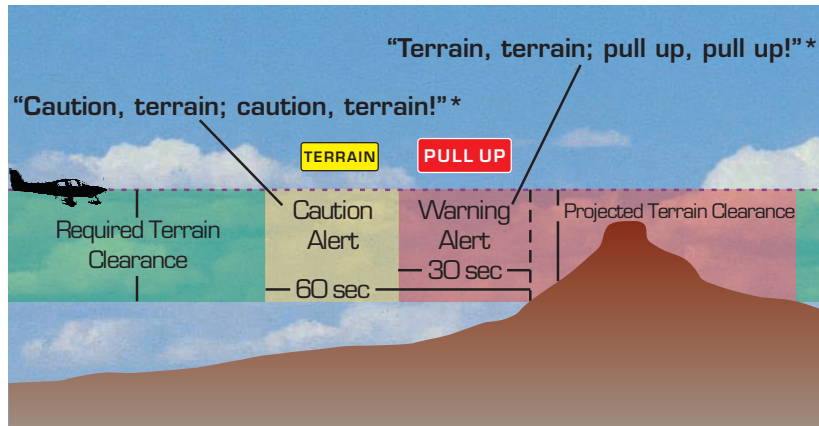 “Terrain, terrain; pull up, pull up!”*
“Caution, terrain; caution, terrain!”*
TERRAIN
PULL UP
Required Terrain
Clearance
Caution
Alert
Warning
Alert
Projected Terrain Clearance
30 sec
60 sec